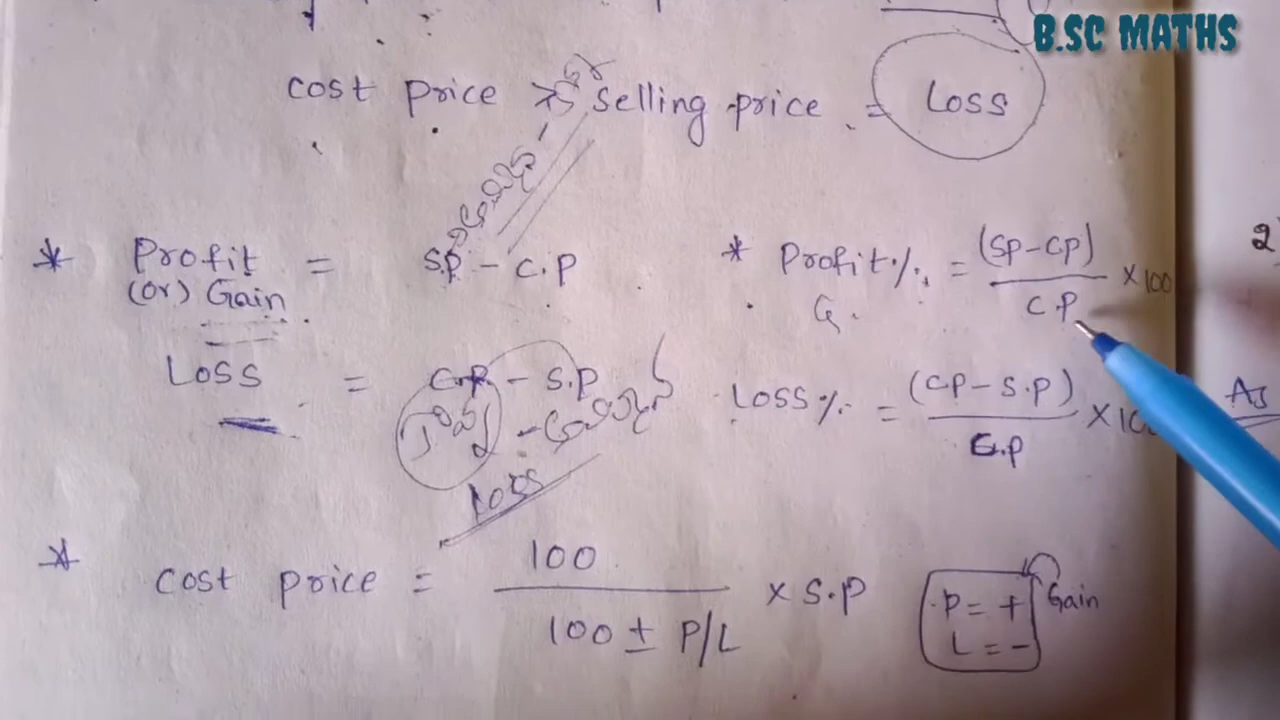 B.SC MATHS
cost price > selling price = Loss
* Profit = S.P - C.P
(or) Gain
* Profit% = (SP-CP)/C.P × 100
G.
Loss = C.P. - S.P
Loss% = (CP-S.P)/C.P × 100
Loss
* cost price = 100/100 ± P/L × S.P
P = + Gain
L = -
2